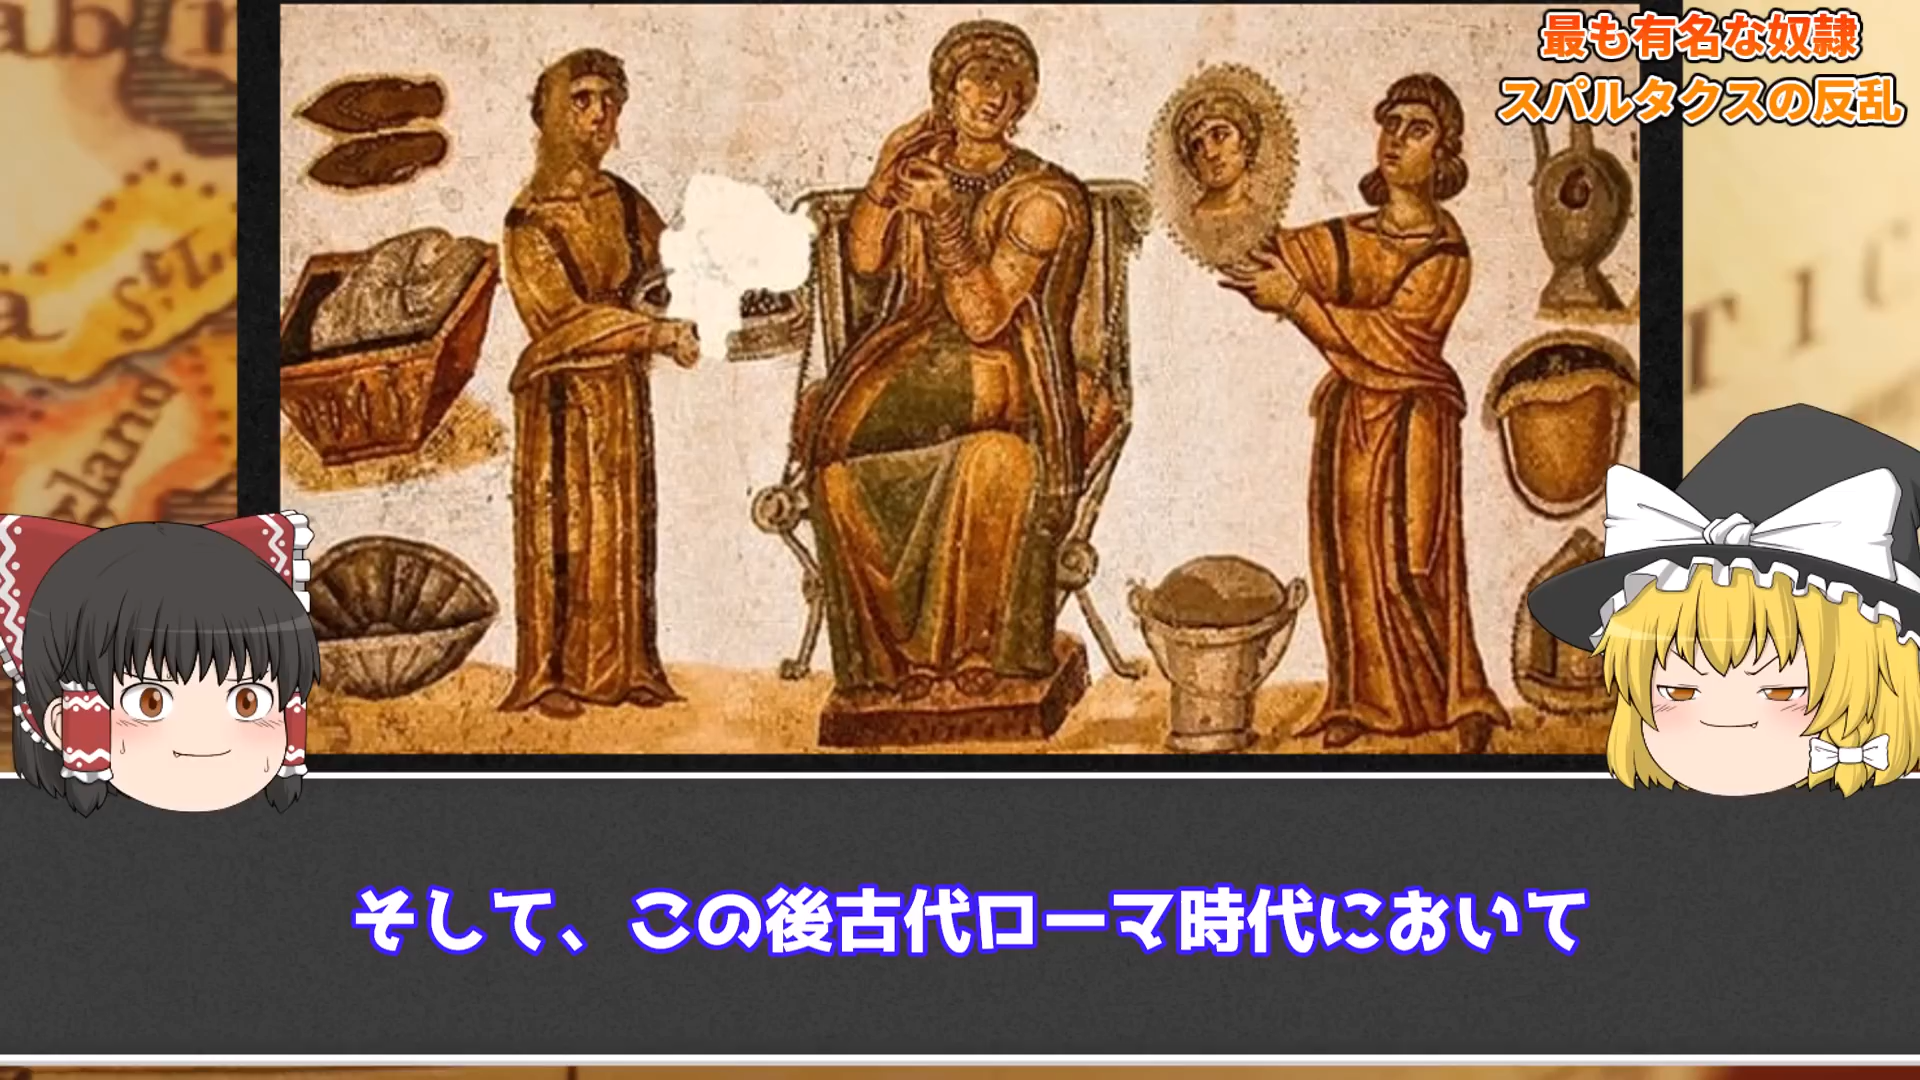 最も有名な奴隷
スパルタクスの反乱
そして、この後古代ローマ時代において